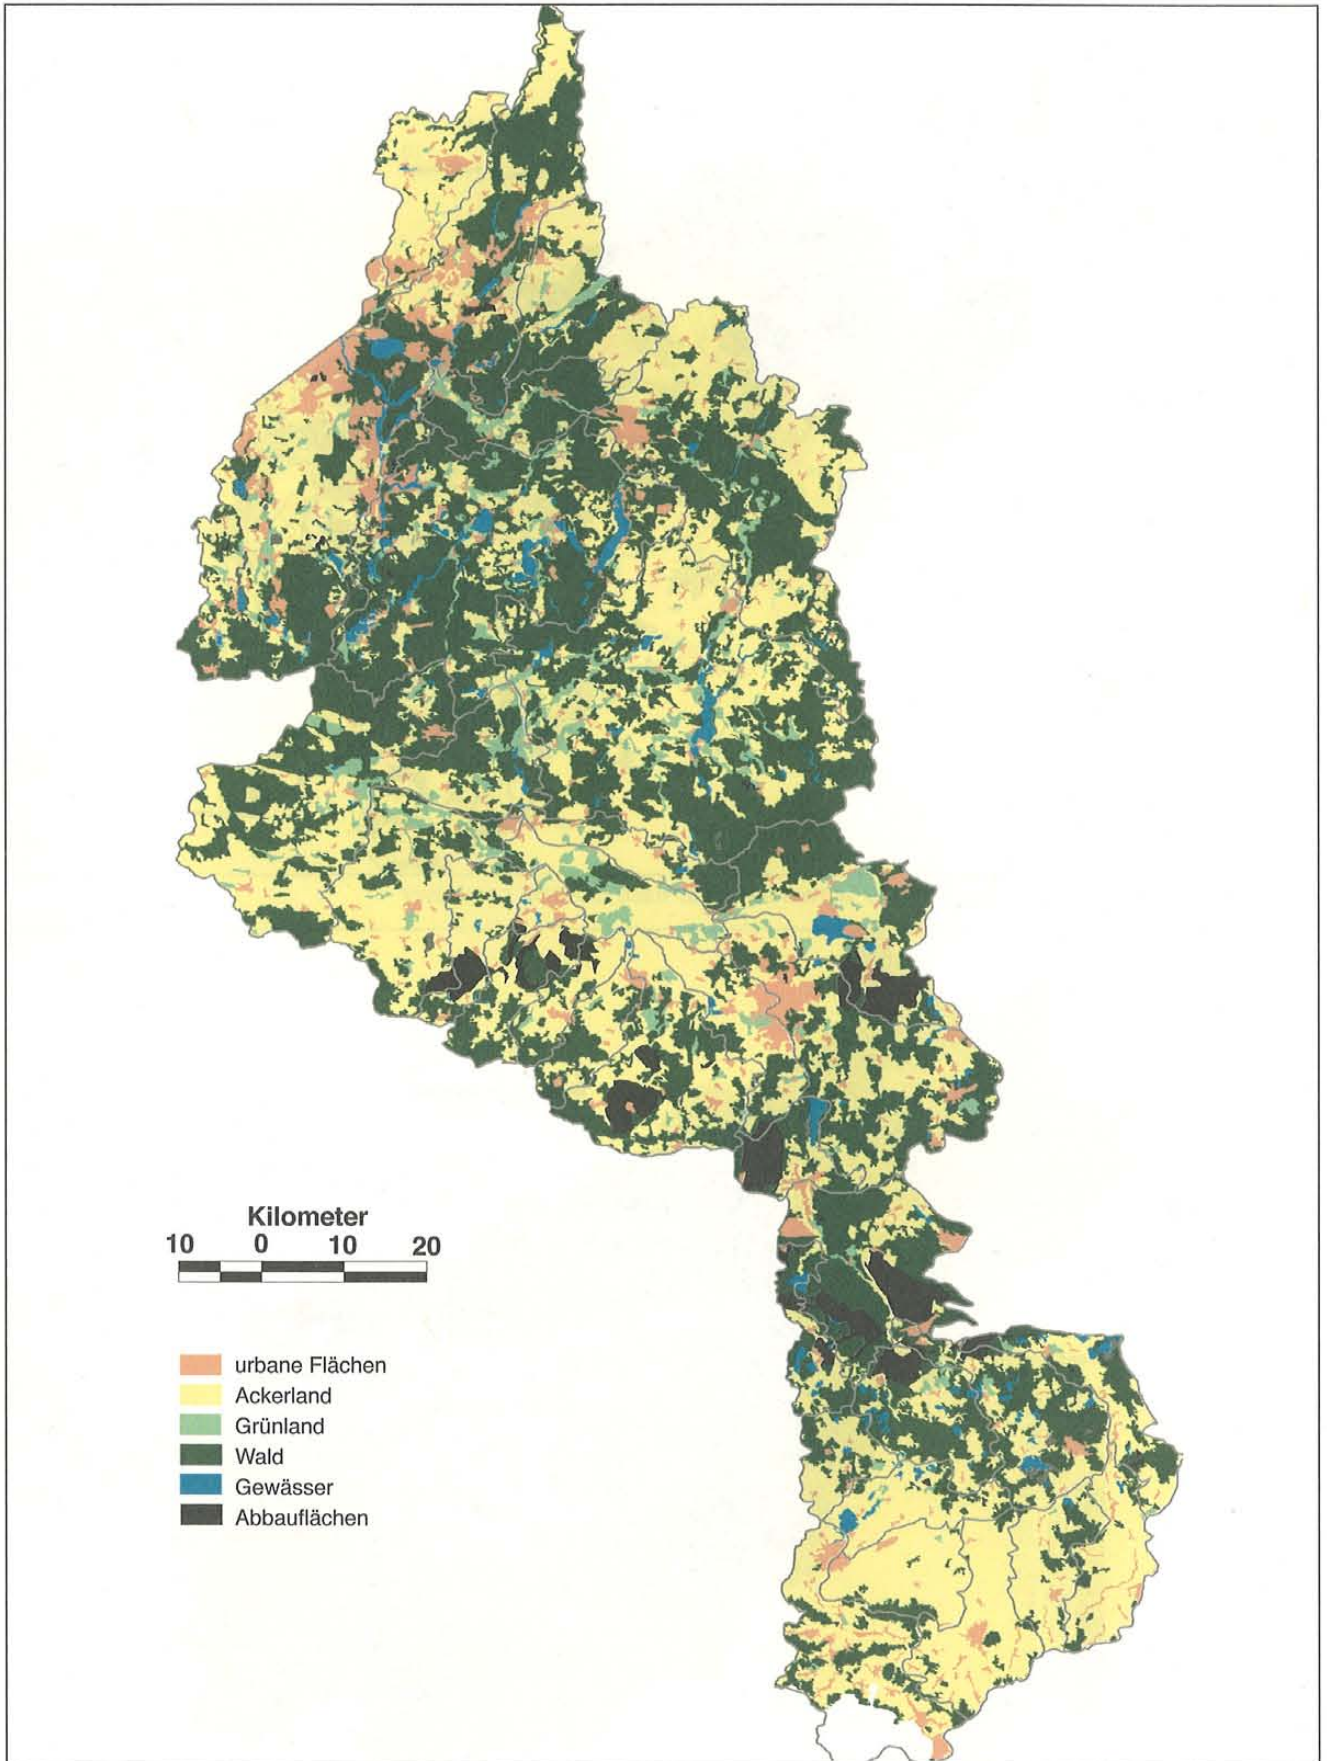 Kilometer
10 0 10 20
urbane Flächen
Ackerland
Grünland
Wald
Gewässer
Abbauflächen